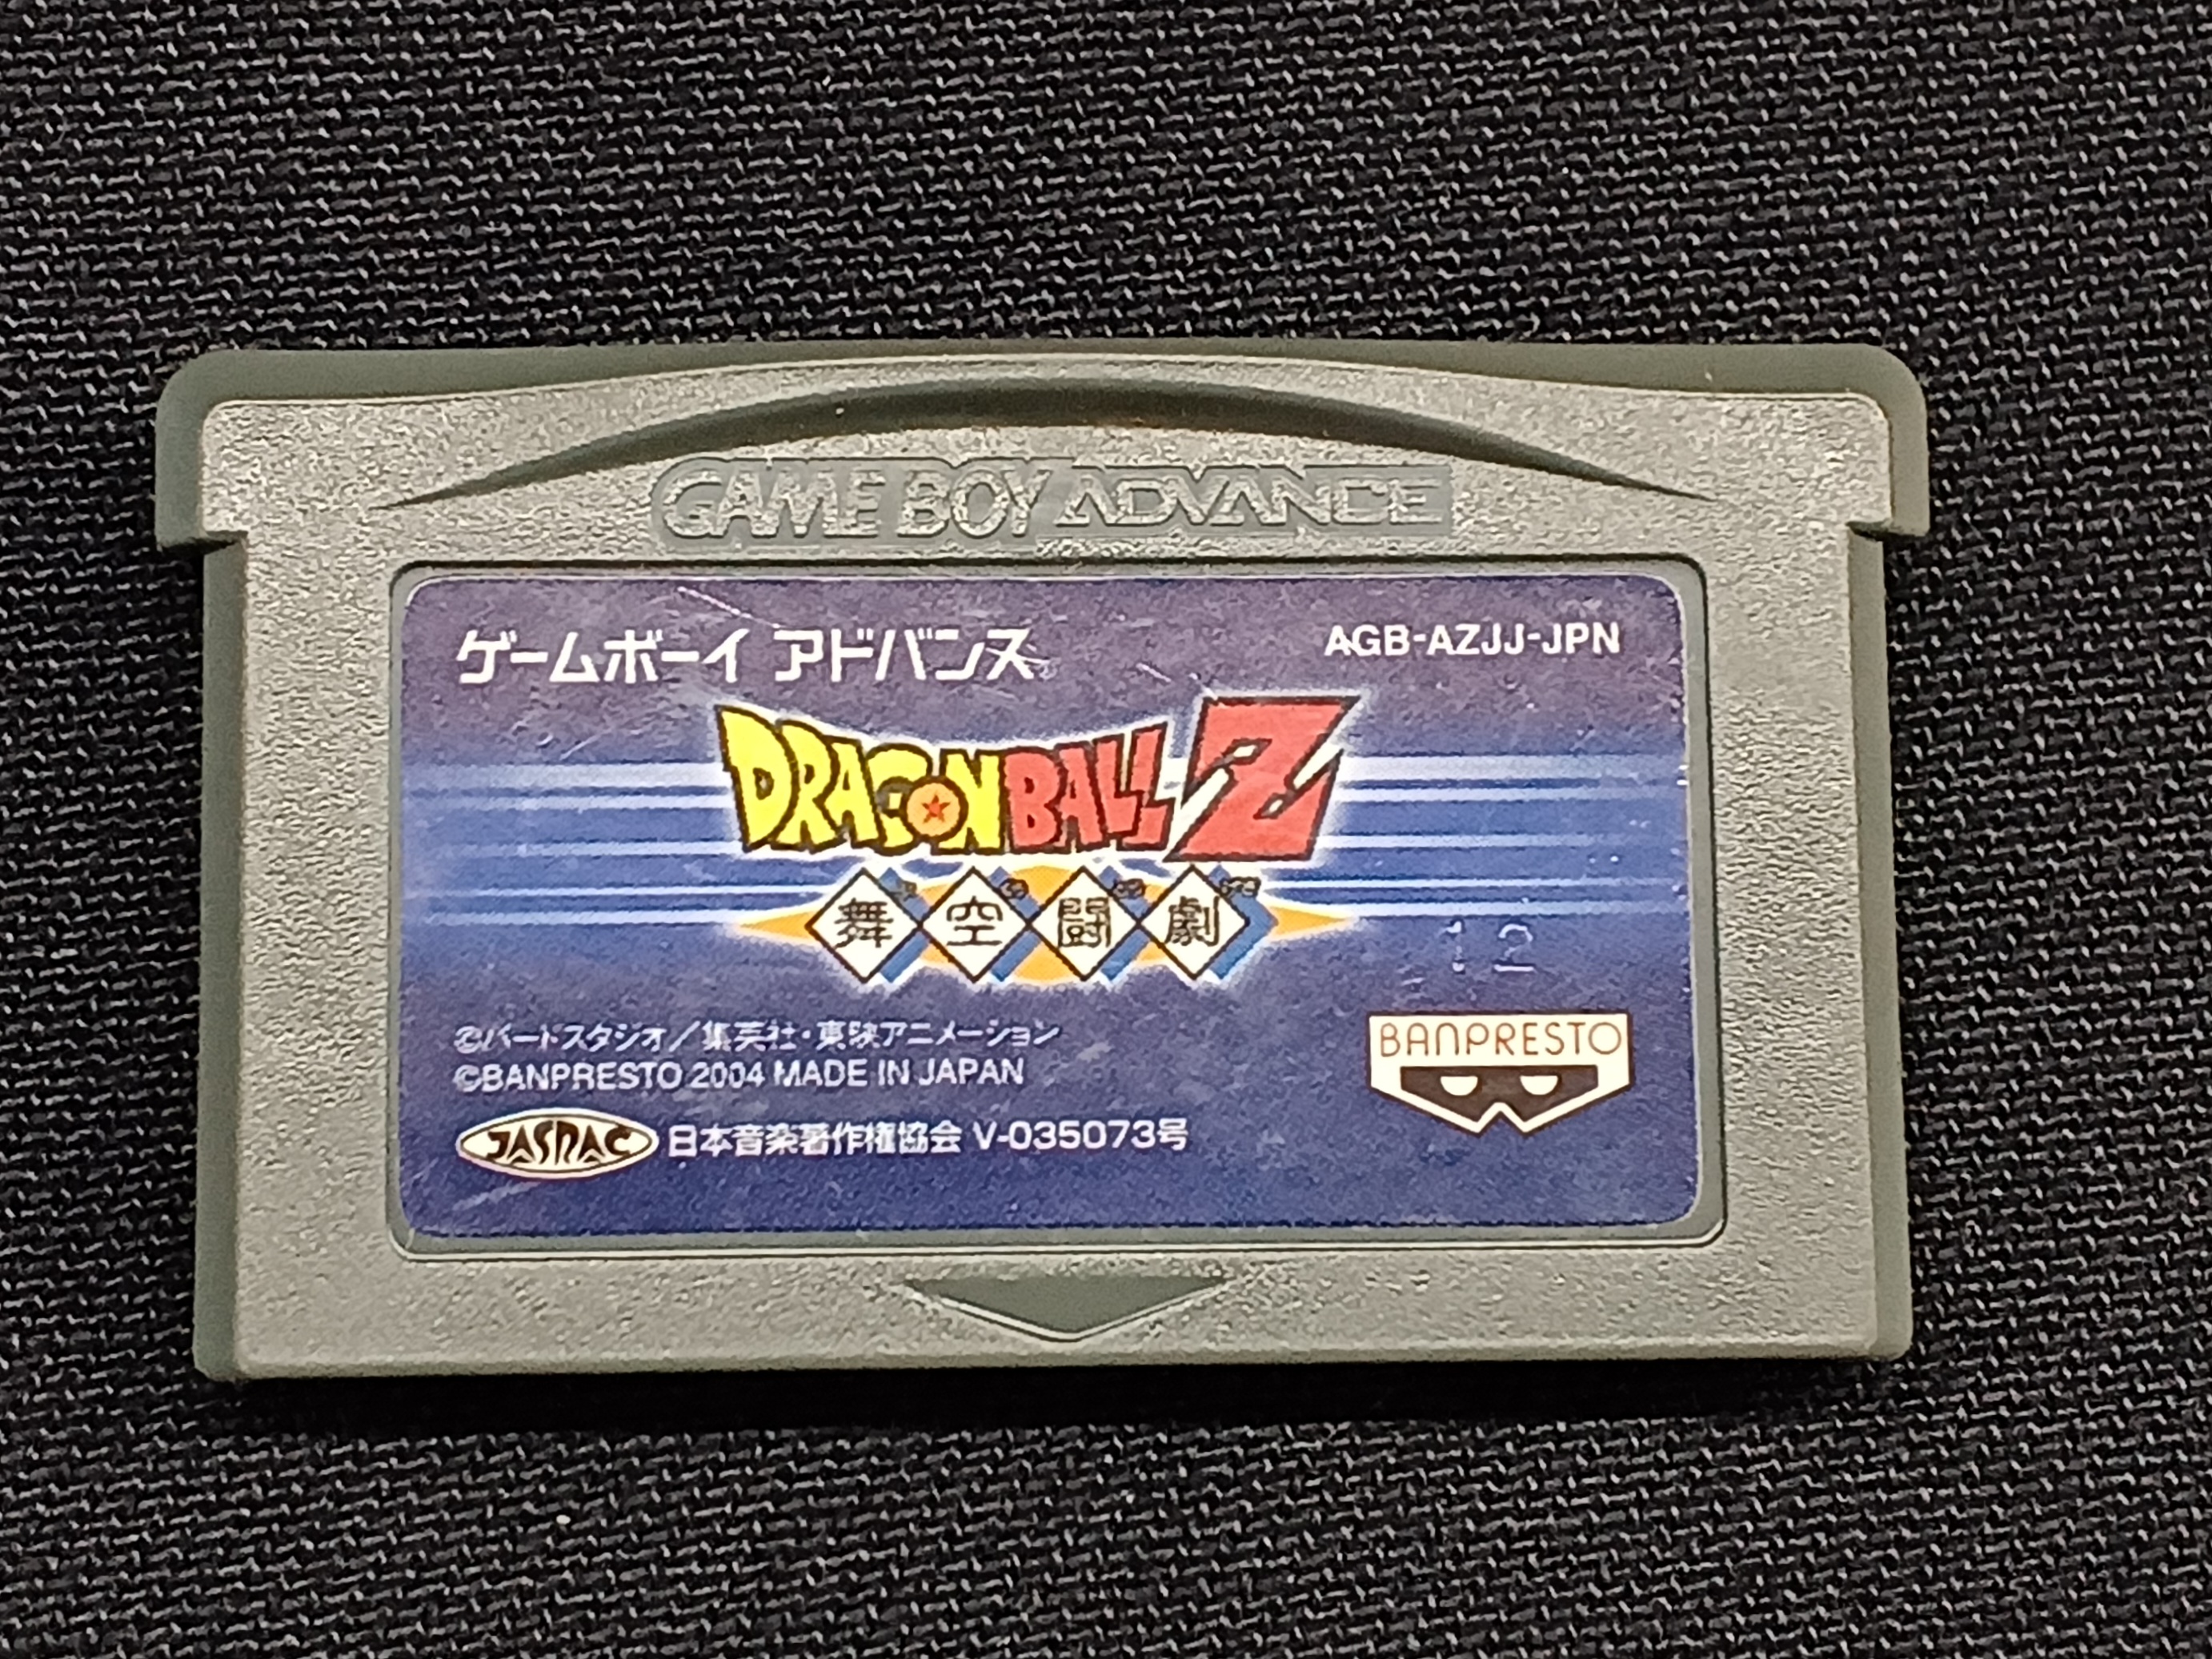 GAME BOY ADVANCE
ゲームボーイ アドバンス
AGB-AZJJ-JPN
DRAGONBALL Z
舞空闘劇
12
©バードスタジオ／集英社・東映アニメーション
©BANPRESTO 2004 MADE IN JAPAN
BANPRESTO
JASRAC 日本音楽著作権協会 V-035073号